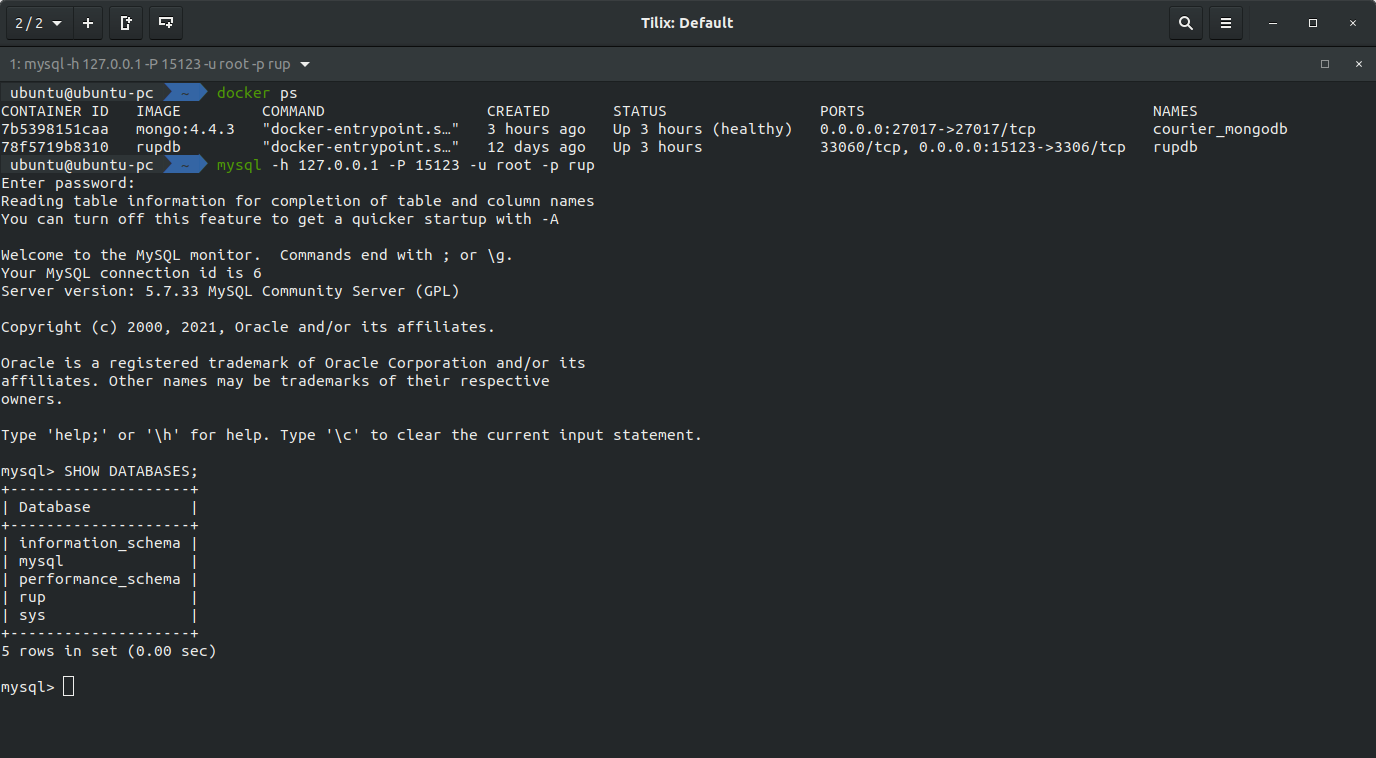 2 / 2
Tilix: Default
1: mysql -h 127.0.0.1 -P 15123 -u root -p rup
ubuntu@ubuntu-pc ~ docker ps
CONTAINER ID   IMAGE         COMMAND                  CREATED       STATUS                 PORTS                                NAMES
7b5398151caa   mongo:4.4.3   "docker-entrypoint.s…"   3 hours ago   Up 3 hours (healthy)   0.0.0.0:27017->27017/tcp             courier_mongodb
78f5719b8310   rupdb         "docker-entrypoint.s…"   12 days ago   Up 3 hours             33060/tcp, 0.0.0.0:15123->3306/tcp   rupdb
ubuntu@ubuntu-pc ~ mysql -h 127.0.0.1 -P 15123 -u root -p rup
Enter password:
Reading table information for completion of table and column names
You can turn off this feature to get a quicker startup with -A

Welcome to the MySQL monitor.  Commands end with ; or \g.
Your MySQL connection id is 6
Server version: 5.7.33 MySQL Community Server (GPL)

Copyright (c) 2000, 2021, Oracle and/or its affiliates.

Oracle is a registered trademark of Oracle Corporation and/or its
affiliates. Other names may be trademarks of their respective
owners.

Type 'help;' or '\h' for help. Type '\c' to clear the current input statement.

mysql> SHOW DATABASES;
+--------------------+
| Database           |
+--------------------+
| information_schema |
| mysql              |
| performance_schema |
| rup                |
| sys                |
+--------------------+
5 rows in set (0.00 sec)

mysql>